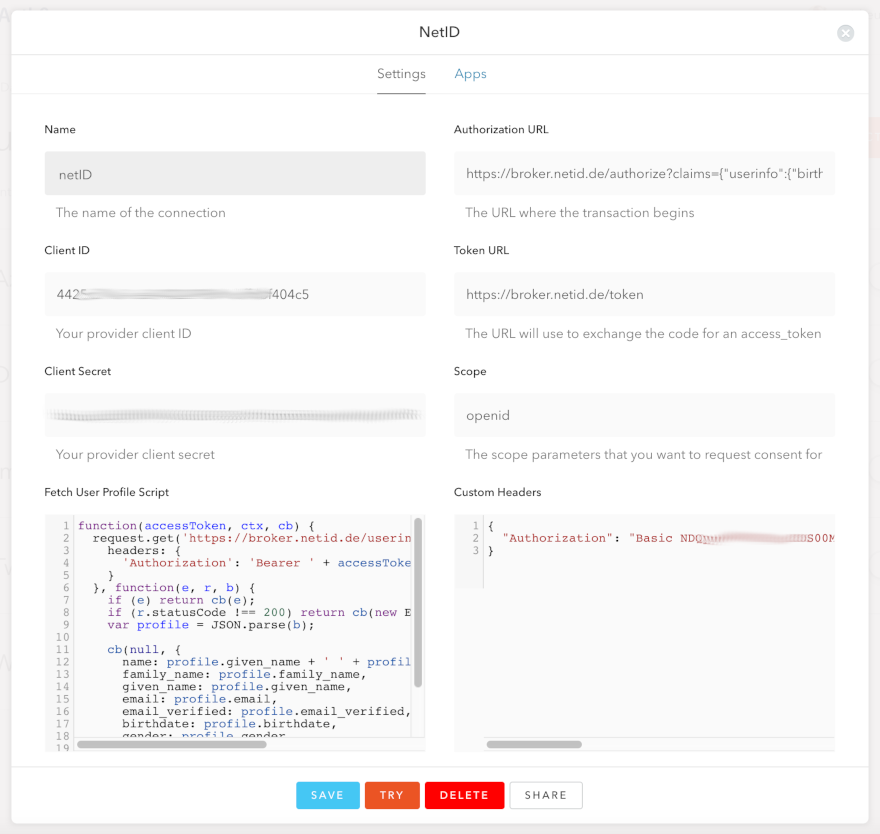 NetID
Settings
Apps
Name
netID
The name of the connection
Authorization URL
https://broker.netid.de/authorize?claims={"userinfo":{"birth
The URL where the transaction begins
Client ID
442
404c5
Your provider client ID
Token URL
https://broker.netid.de/token
The URL will use to exchange the code for an access_token
Client Secret
Your provider client secret
Scope
openid
The scope parameters that you want to request consent for
Fetch User Profile Script
1 function(accessToken, ctx, cb) {
2 request.get('https://broker.netid.de/userin
3 headers: {
4 'Authorization': 'Bearer ' + accessToke
5 }
6 }, function(e, r, b) {
7 if (e) return cb(e);
8 if (r.statusCode !== 200) return cb(new E
9 var profile = JSON.parse(b);
10
11 cb(null, {
12 name: profile.given_name + ' ' + profil
13 family_name: profile.family_name,
14 given_name: profile.given_name,
15 email: profile.email,
16 email_verified: profile.email_verified,
17 birthdate: profile.birthdate,
18 gender: profile.gender
19
Custom Headers
1 {
2 "Authorization": "Basic ND
S00M
3 }
SAVE
TRY
DELETE
SHARE